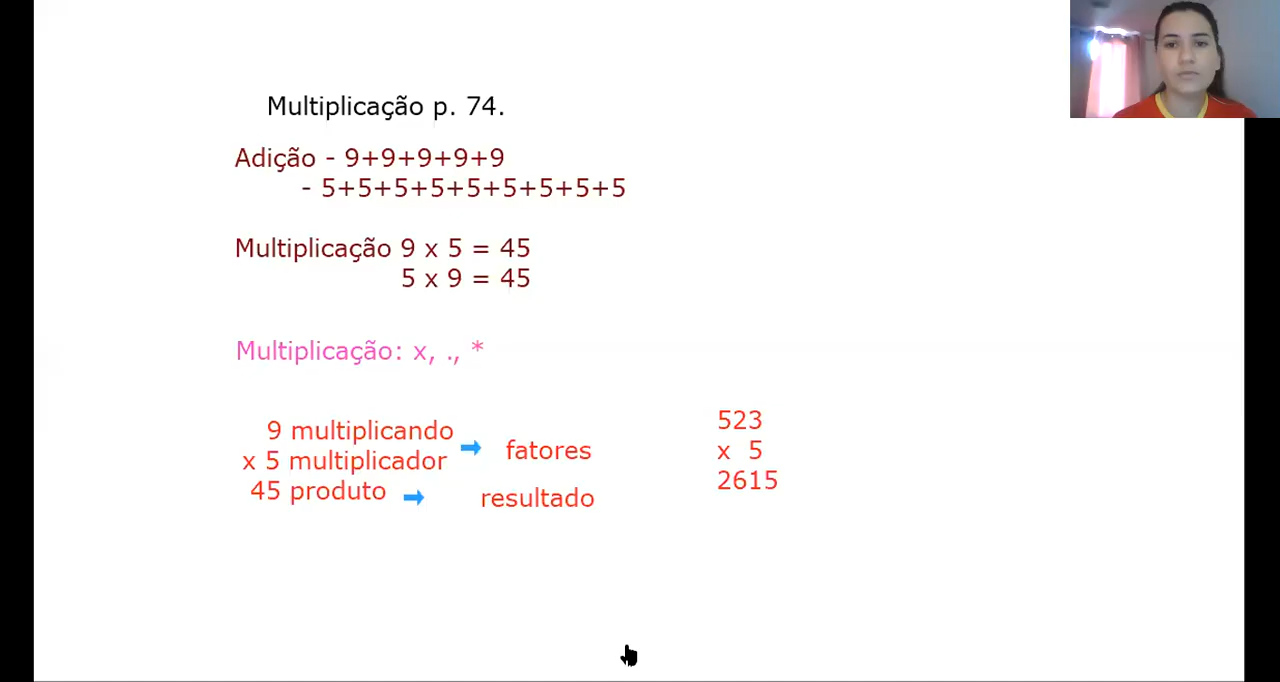 Multiplicação p. 74.
Adição - 9+9+9+9+9
- 5+5+5+5+5+5+5+5+5
Multiplicação 9 x 5 = 45
5 x 9 = 45
Multiplicação: x, ., *
9 multiplicando
x 5 multiplicador
45 produto
fatores
resultado
523
x 5
2615